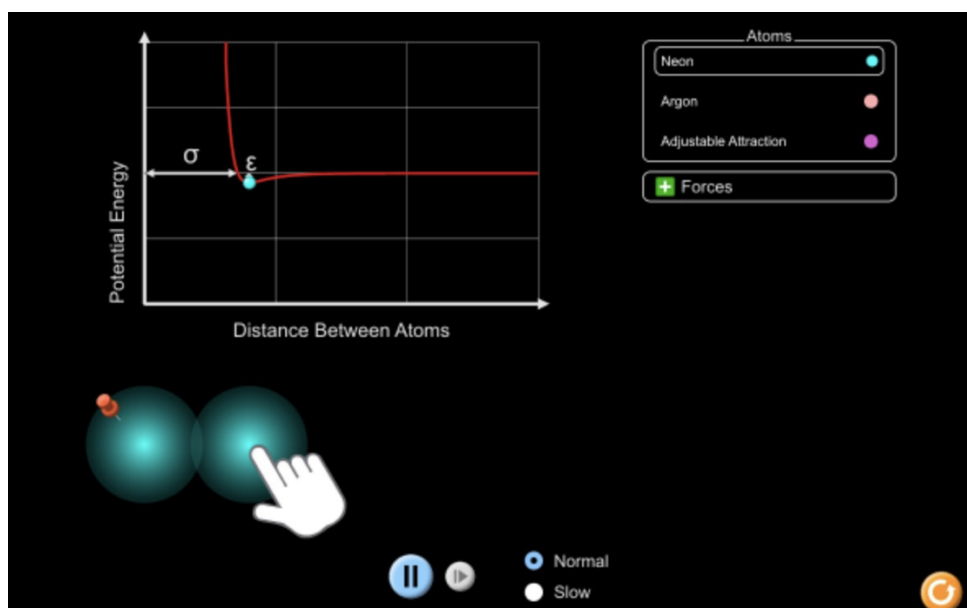 Atoms
Neon
Argon
Adjustable Attraction
Forces
σ
ε
Potential Energy
Distance Between Atoms
Normal
Slow